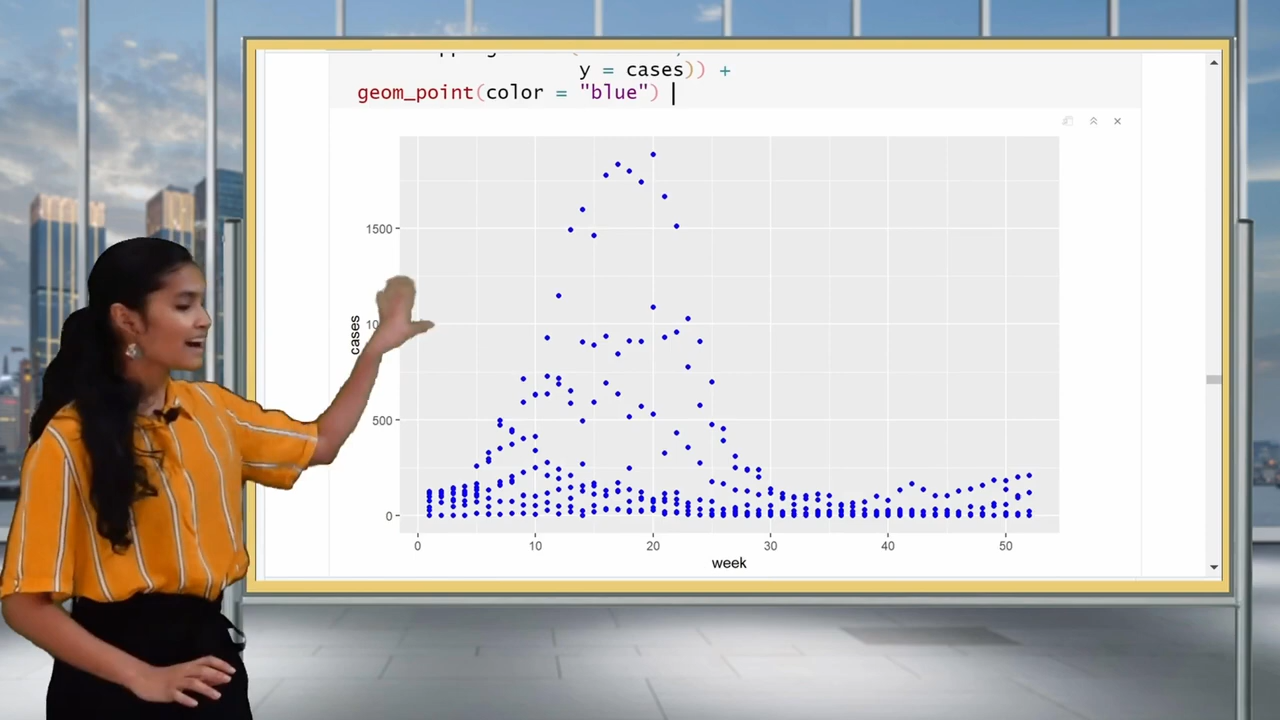 y = cases)) +
geom_point(color = "blue")
1500
500
0
cases
0 10 20 30 40 50
week